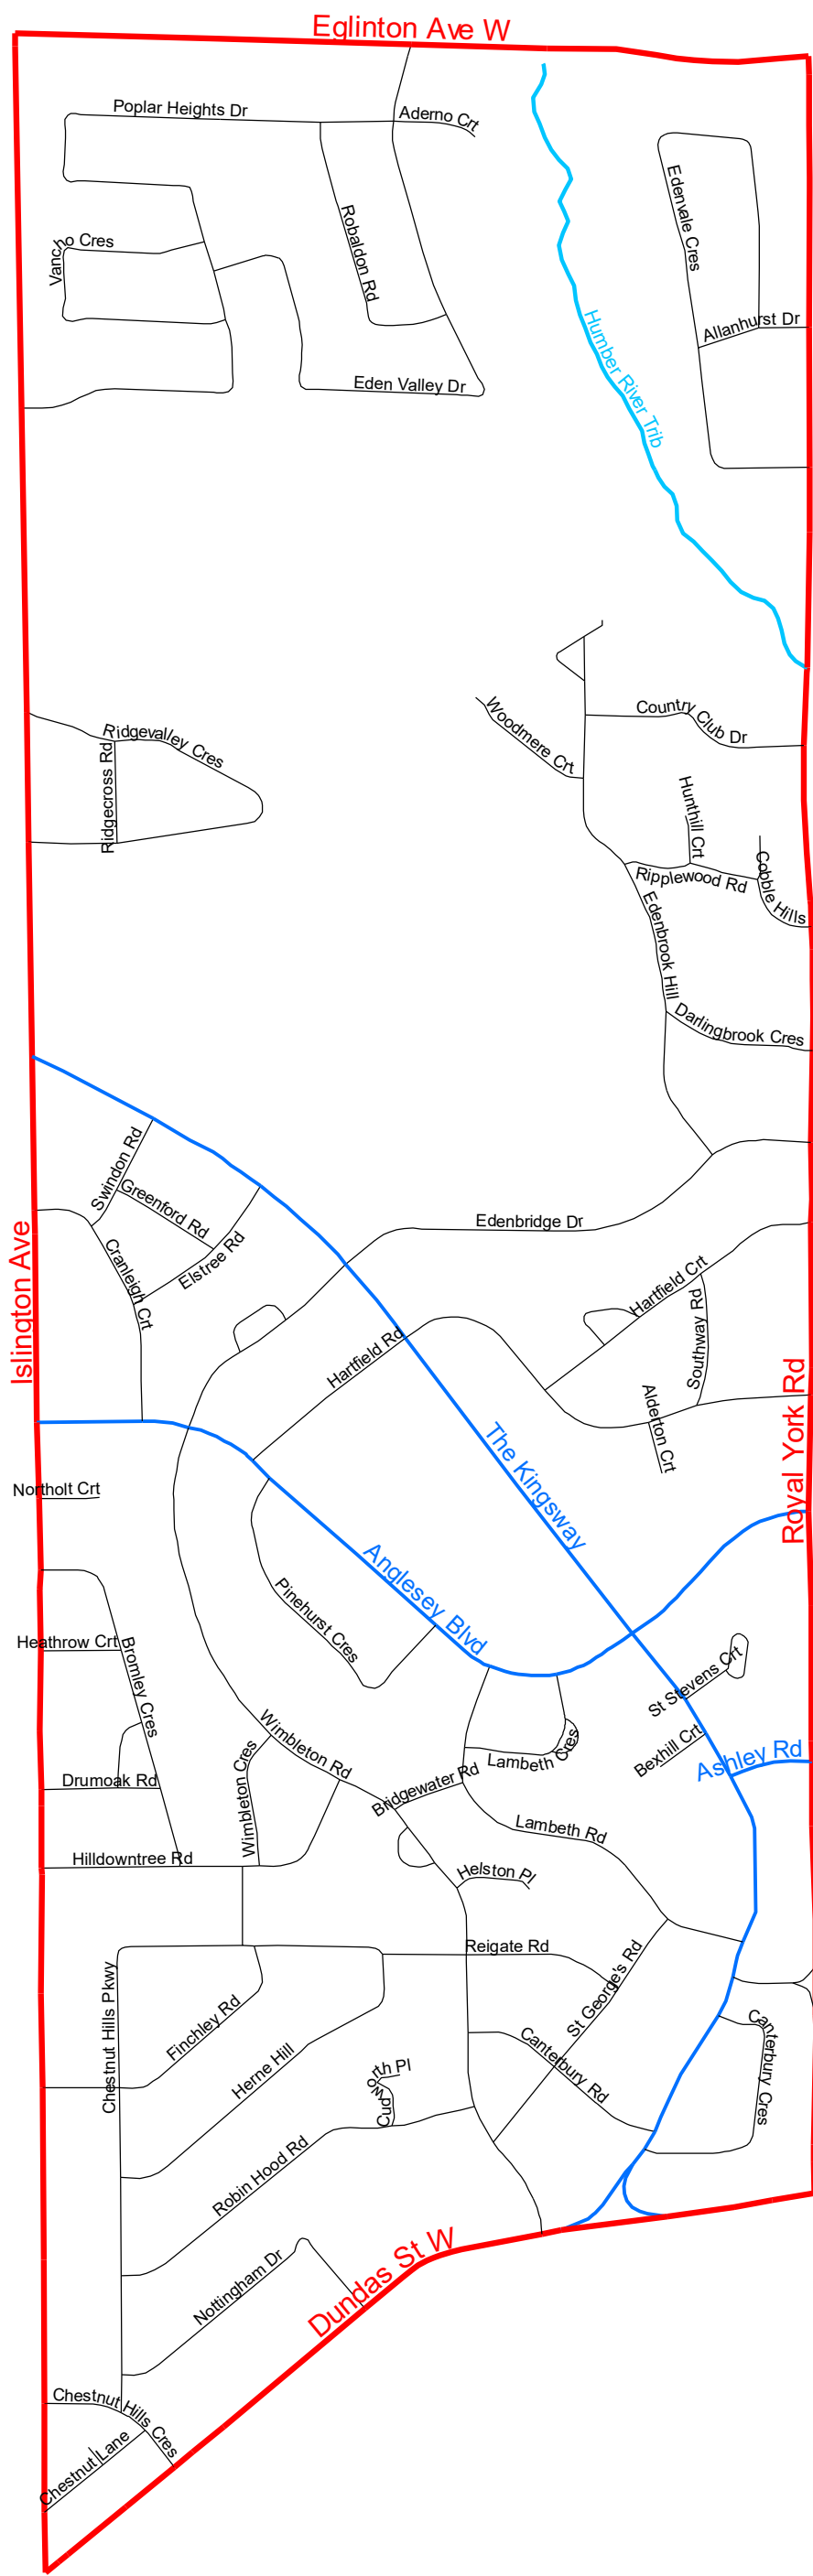 Eglinton Ave W
Poplar Heights Dr
Aderno Crt
Edenvale Cres
Robaldon Rd
Vancho Cres
Humber River Trib
Allanhurst Dr
Eden Valley Dr
Woodmere Crt
Country Club Dr
Ridgevalley Cres
Ridgecross Rd
Hunthill Crt
Ripplewood Rd
Cobble Hills
Edenbrook Hill
Darlingbrook Cres
Swindon Rd
Greenford Rd
Elstree Rd
Cranleigh Crt
Edenbridge Dr
Islington Ave
Hartfield Crt
Southway Rd
Hartfield Rd
Alderton Crt
Royal York Rd
The Kingsway
Northolt Crt
Anglesey Blvd
Pinehurst Cres
Heathrow Crt
Bromley Cres
St Stevens Crt
Bexhill Crt
Ashley Rd
Wimbleton Rd
Wimbleton Cres
Lambeth Cres
Bridgewater Rd
Drumoak Rd
Lambeth Rd
Hilldowntree Rd
Helston Pl
Reigate Rd
St George's Rd
Chestnut Hills Pkwy
Finchley Rd
Herne Hill
Canterbury Rd
Canterbury Cres
Cudworth Pl
Robin Hood Rd
Nottingham Dr
Dundas St W
Chestnut Hills Cres
Chestnut Lane